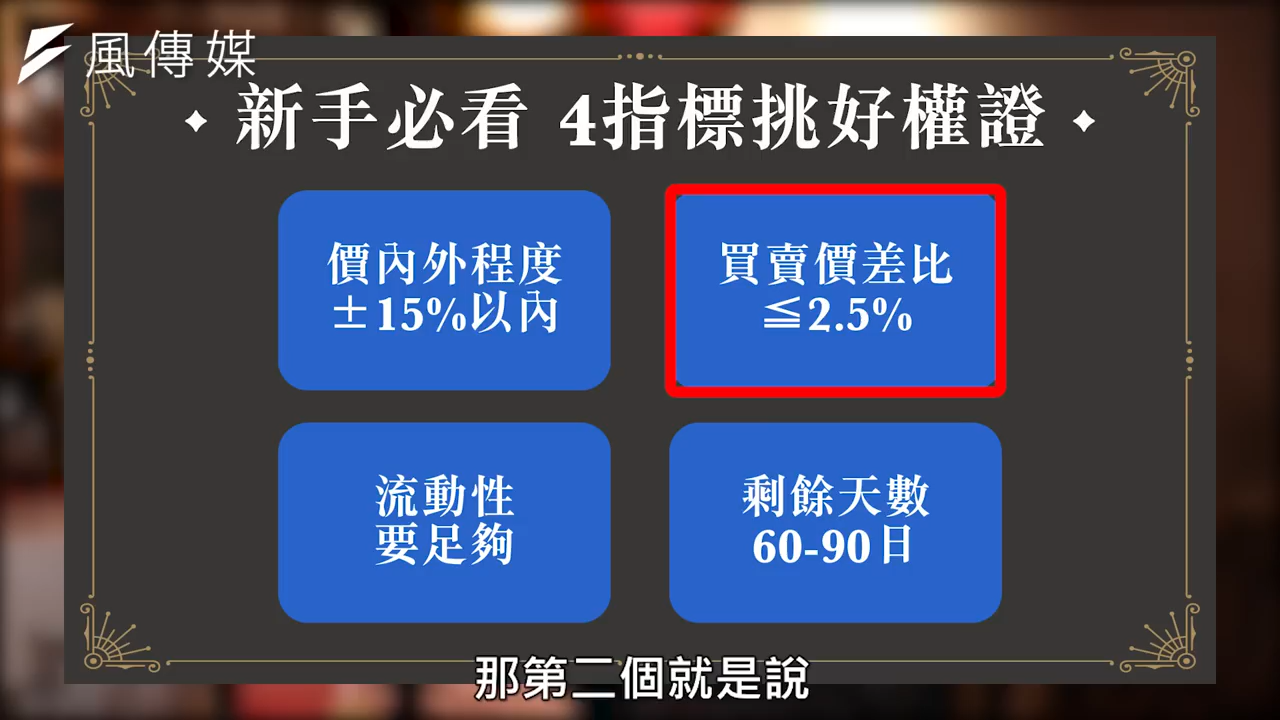 風傳媒
新手必看 4指標挑好權證
價內外程度
±15%以內
買賣價差比
≦2.5%
流動性
要足夠
剩餘天數
60-90日
那第二個就是說